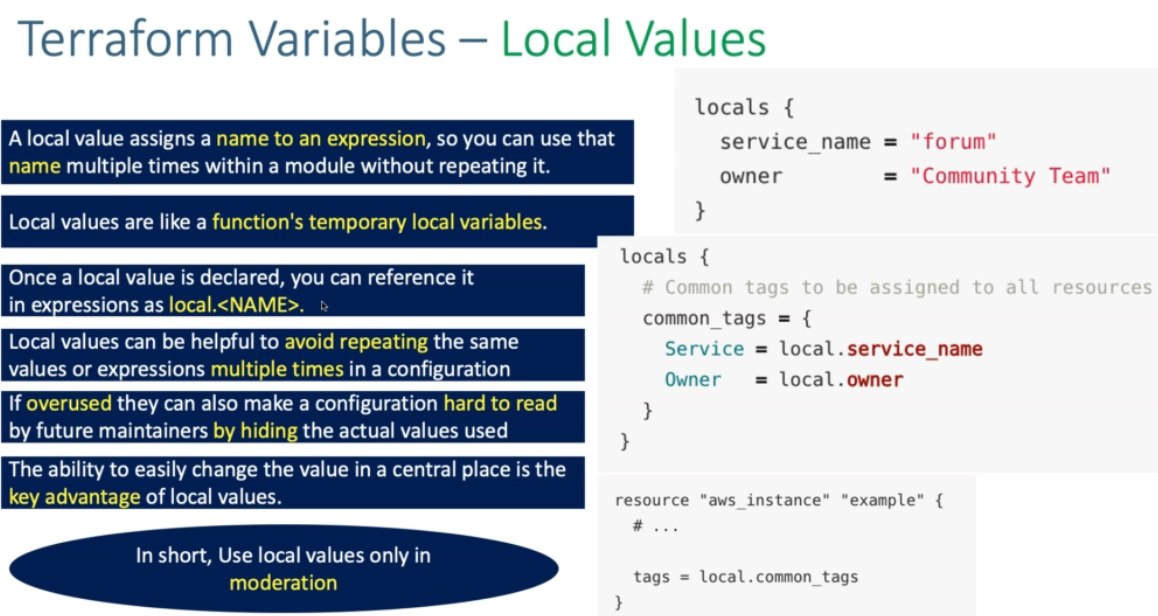 Terraform Variables – Local Values
A local value assigns a name to an expression, so you can use that
name multiple times within a module without repeating it.
Local values are like a function's temporary local variables.
Once a local value is declared, you can reference it
in expressions as local.<NAME>.
Local values can be helpful to avoid repeating the same
values or expressions multiple times in a configuration
If overused they can also make a configuration hard to read
by future maintainers by hiding the actual values used
The ability to easily change the value in a central place is the
key advantage of local values.
In short, Use local values only in
moderation
locals {
  service_name = "forum"
  owner        = "Community Team"
}
locals {
  # Common tags to be assigned to all resources
  common_tags = {
    Service = local.service_name
    Owner   = local.owner
  }
}
resource "aws_instance" "example" {
  # ...
  tags = local.common_tags
}